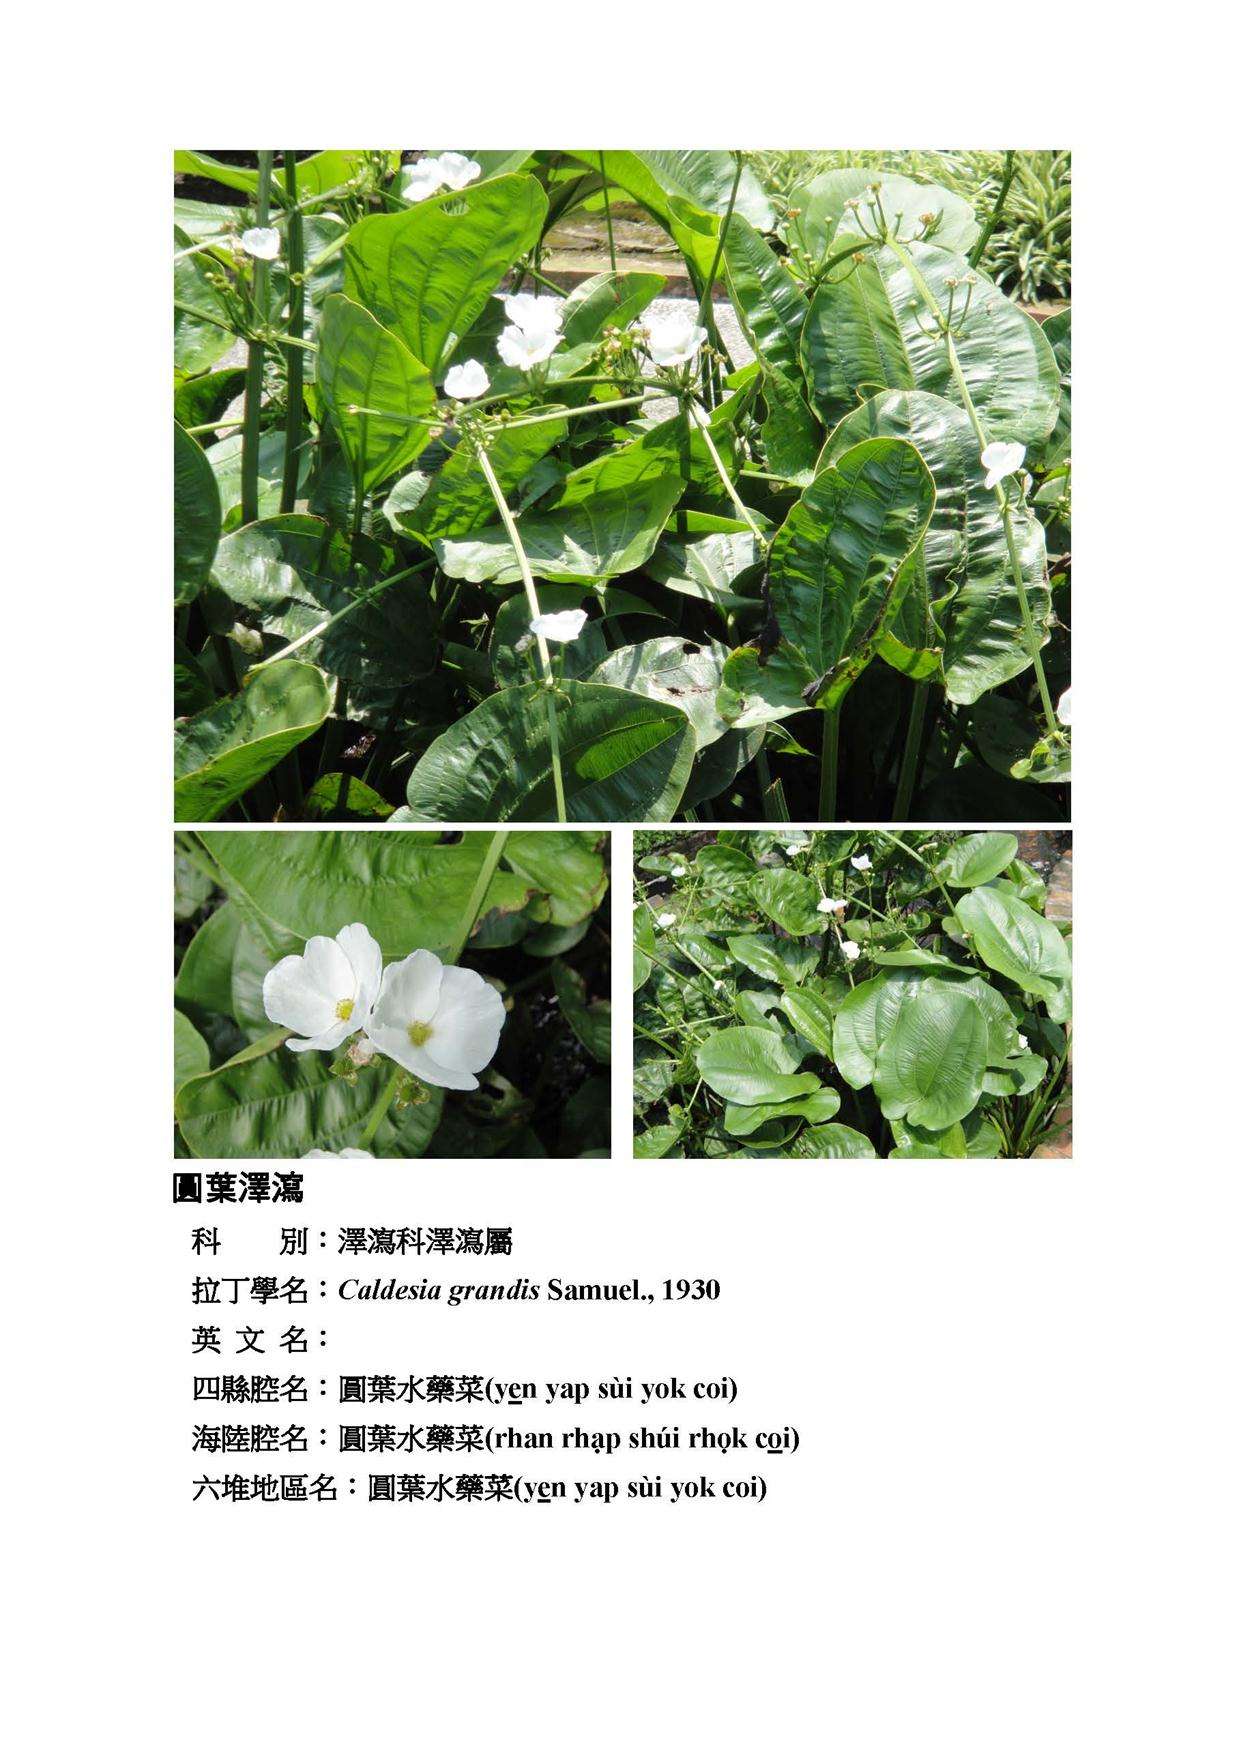 圓葉澤瀉
科　　別：澤瀉科澤瀉屬
拉丁學名：Caldesia grandis Samuel., 1930
英 文 名：
四縣腔名：圓葉水藥菜(yen yap sùi yok coi)
海陸腔名：圓葉水藥菜(rhan rhạp shúi rhọk coi)
六堆地區名：圓葉水藥菜(yen yap sùi yok coi)